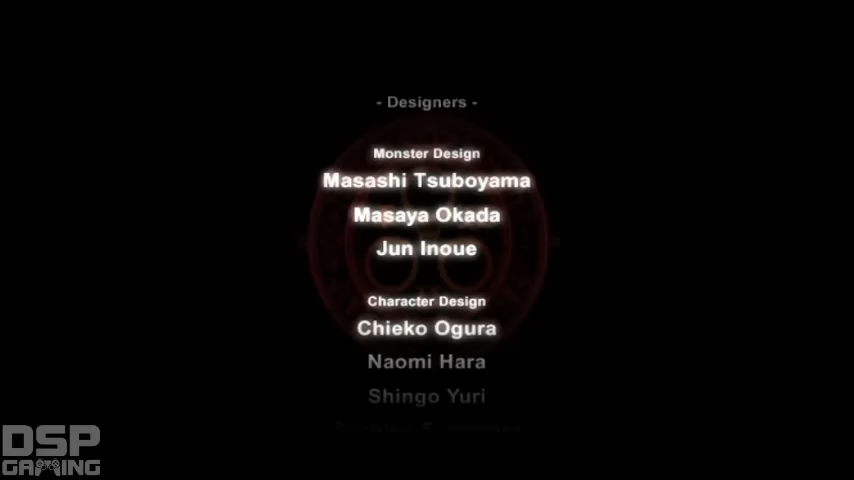 - Designers -
Monster Design
Masashi Tsuboyama
Masaya Okada
Jun Inoue
Character Design
Chieko Ogura
Naomi Hara
Shingo Yuri
DSP
GAMING